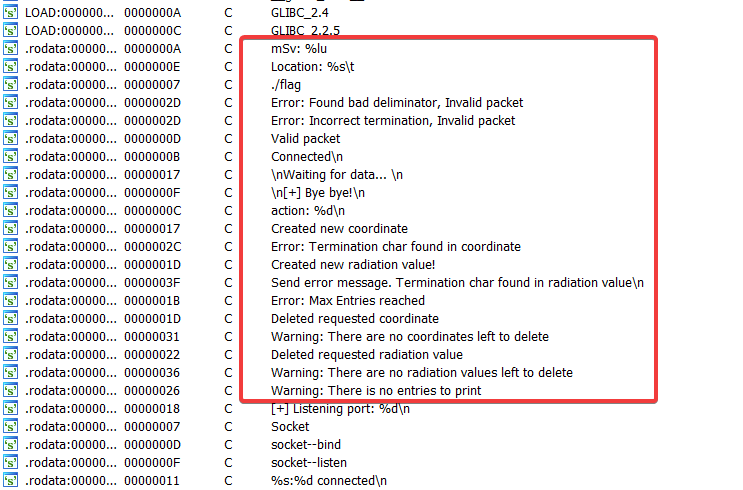 LOAD:000000... 0000000A C GLIBC_2.4
LOAD:000000... 0000000C C GLIBC_2.2.5
.rodata:00000... 0000000A C mSv: %lu
.rodata:00000... 0000000E C Location: %s\t
.rodata:00000... 00000007 C ./flag
.rodata:00000... 0000002D C Error: Found bad deliminator, Invalid packet
.rodata:00000... 0000002D C Error: Incorrect termination, Invalid packet
.rodata:00000... 0000000D C Valid packet
.rodata:00000... 0000000B C Connected\n
.rodata:00000... 00000017 C \nWaiting for data... \n
.rodata:00000... 0000000F C \n[+] Bye bye!\n
.rodata:00000... 0000000C C action: %d\n
.rodata:00000... 00000017 C Created new coordinate
.rodata:00000... 0000002C C Error: Termination char found in coordinate
.rodata:00000... 0000001D C Created new radiation value!
.rodata:00000... 0000003F C Send error message. Termination char found in radiation value\n
.rodata:00000... 0000001B C Error: Max Entries reached
.rodata:00000... 0000001D C Deleted requested coordinate
.rodata:00000... 00000031 C Warning: There are no coordinates left to delete
.rodata:00000... 00000022 C Deleted requested radiation value
.rodata:00000... 00000036 C Warning: There are no radiation values left to delete
.rodata:00000... 00000026 C Warning: There is no entries to print
.rodata:00000... 00000018 C [+] Listening port: %d\n
.rodata:00000... 00000007 C Socket
.rodata:00000... 0000000D C socket--bind
.rodata:00000... 0000000F C socket--listen
.rodata:00000... 00000011 C %s:%d connected\n